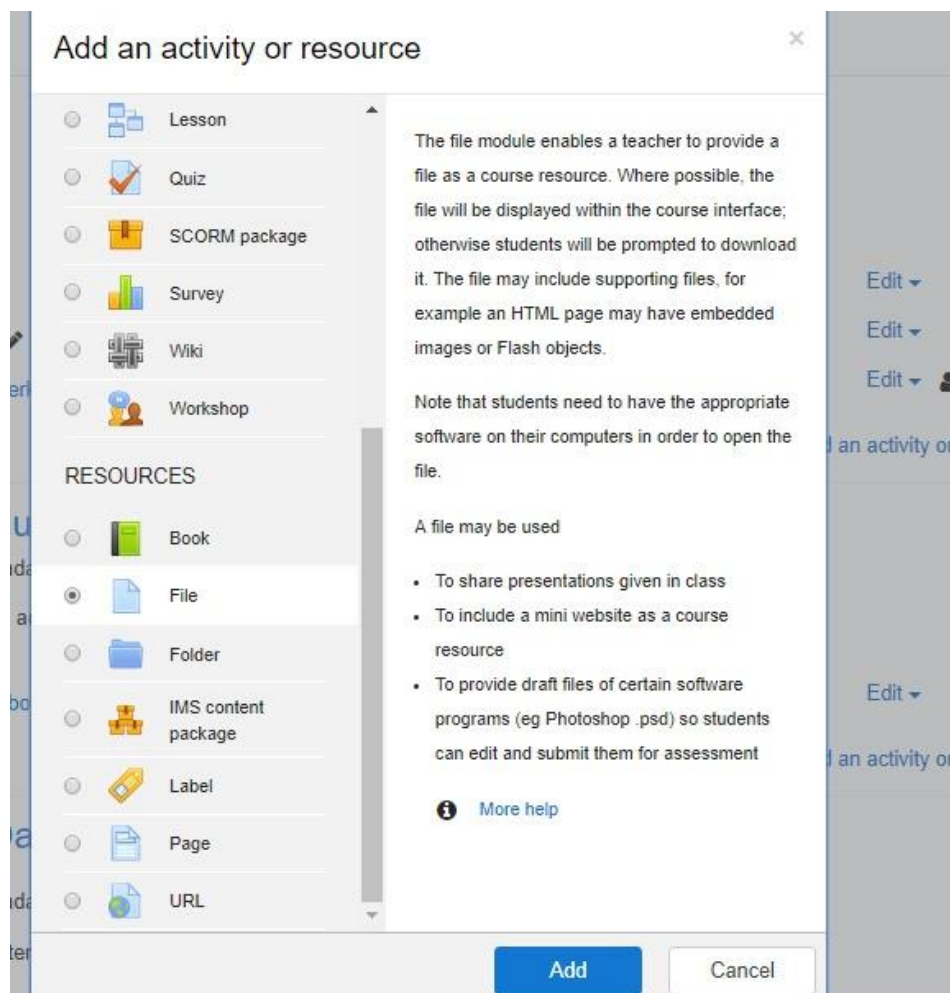 Add an activity or resource
×
Lesson
Quiz
SCORM package
Survey
Wiki
Workshop
RESOURCES
Book
File
Folder
IMS content
package
Label
Page
URL
The file module enables a teacher to provide a
file as a course resource. Where possible, the
file will be displayed within the course interface;
otherwise students will be prompted to download
it. The file may include supporting files, for
example an HTML page may have embedded
images or Flash objects.
Note that students need to have the appropriate
software on their computers in order to open the
file.
A file may be used
• To share presentations given in class
• To include a mini website as a course
resource
• To provide draft files of certain software
programs (eg Photoshop .psd) so students
can edit and submit them for assessment
More help
Add
Cancel
Edit
Edit
Edit
an activity
Edit
an activity